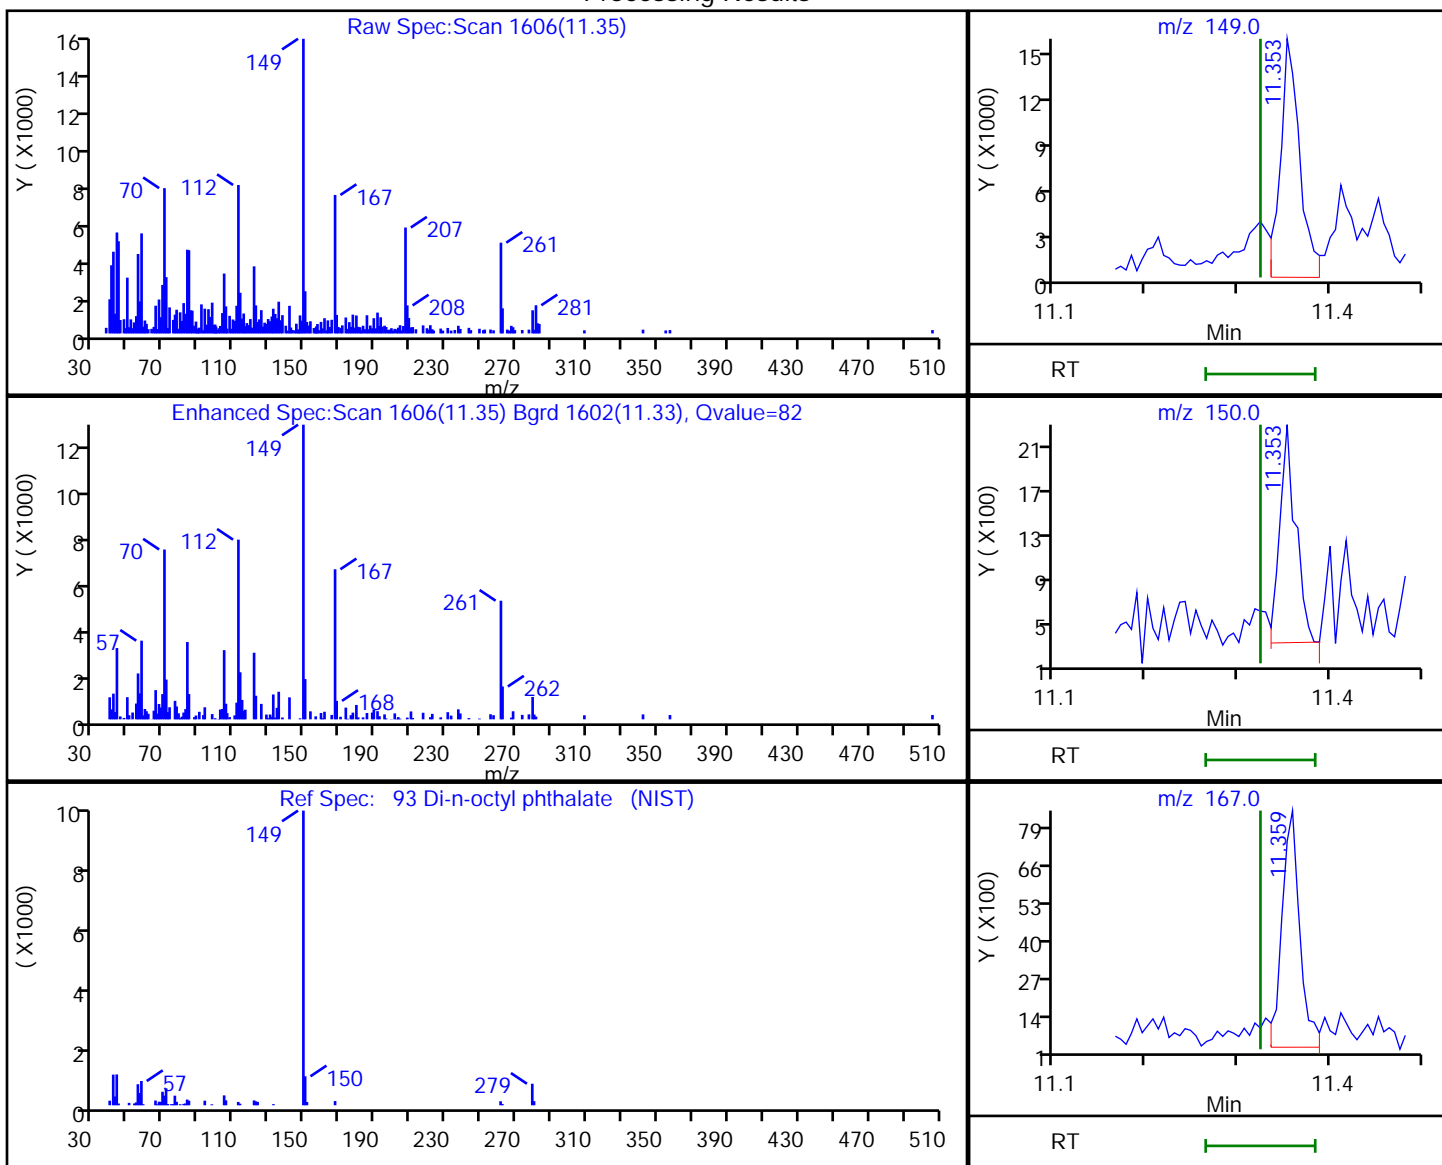 Processing Results
Raw Spec:Scan 1606(11.35)
Y ( X1000)
16
14
12
10
8
6
4
2
0
149
70
112
167
207
261
208
281
30 70 110 150 190 230 270 310 350 390 430 470 510
m/z
m/z 149.0
Y ( X1000)
15
12
9
6
3
0
11.353
11.1 11.4
Min
RT
Enhanced Spec:Scan 1606(11.35) Bgrd 1602(11.33), Qvalue=82
Y ( X1000)
12
10
8
6
4
2
0
149
70
112
167
261
57
168
262
30 70 110 150 190 230 270 310 350 390 430 470 510
m/z
m/z 150.0
Y ( X100)
21
17
13
9
5
1
11.353
11.1 11.4
Min
RT
Ref Spec: 93 Di-n-octyl phthalate (NIST)
( X1000)
10
8
6
4
2
0
149
57
150
279
30 70 110 150 190 230 270 310 350 390 430 470 510
m/z 167.0
Y ( X100)
79
66
53
40
27
14
1
11.359
11.1 11.4
Min
RT